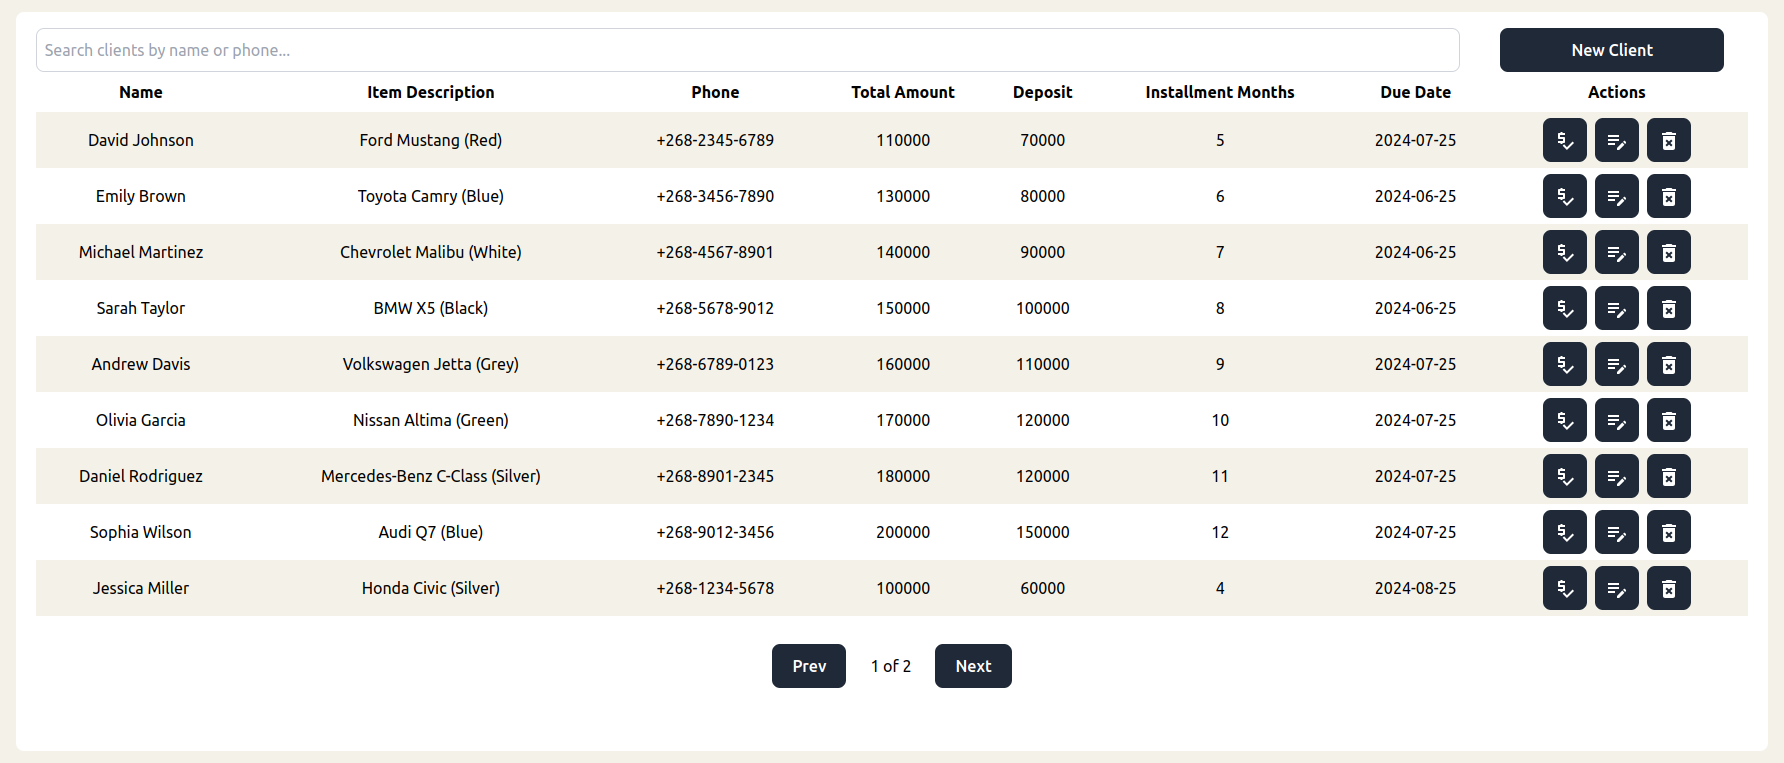 Search clients by name or phone... New Client
Name Item Description Phone Total Amount Deposit Installment Months Due Date Actions
David Johnson Ford Mustang (Red) +268-2345-6789 110000 70000 5 2024-07-25
Emily Brown Toyota Camry (Blue) +268-3456-7890 130000 80000 6 2024-06-25
Michael Martinez Chevrolet Malibu (White) +268-4567-8901 140000 90000 7 2024-06-25
Sarah Taylor BMW X5 (Black) +268-5678-9012 150000 100000 8 2024-06-25
Andrew Davis Volkswagen Jetta (Grey) +268-6789-0123 160000 110000 9 2024-07-25
Olivia Garcia Nissan Altima (Green) +268-7890-1234 170000 120000 10 2024-07-25
Daniel Rodriguez Mercedes-Benz C-Class (Silver) +268-8901-2345 180000 120000 11 2024-07-25
Sophia Wilson Audi Q7 (Blue) +268-9012-3456 200000 150000 12 2024-07-25
Jessica Miller Honda Civic (Silver) +268-1234-5678 100000 60000 4 2024-08-25
Prev 1 of 2 Next